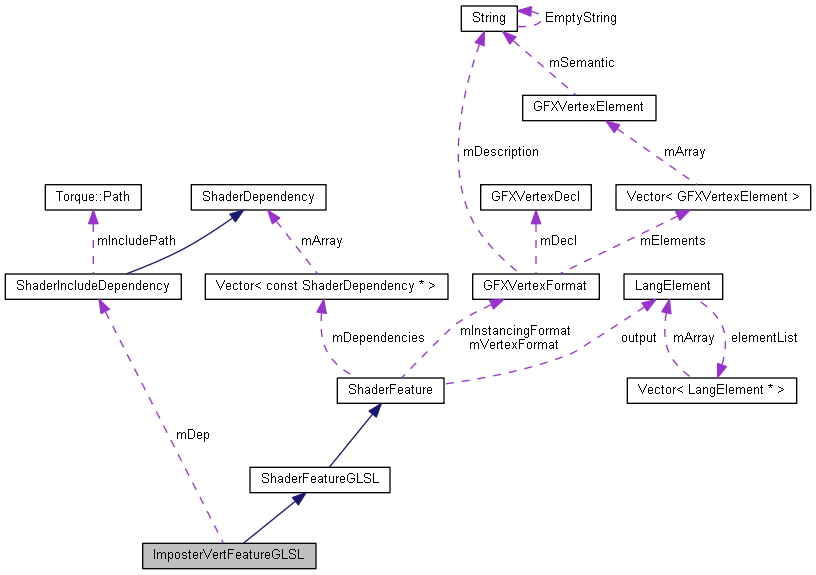 String
EmptyString
mSemantic
GFXVertexElement
mDescription
mArray
Torque::Path
ShaderDependency
GFXVertexDecl
Vector< GFXVertexElement >
mIncludePath
mArray
mDecl
mElements
ShaderIncludeDependency
Vector< const ShaderDependency * >
GFXVertexFormat
LangElement
mDependencies
mInstancingFormat
mVertexFormat
output
mArray
elementList
ShaderFeature
Vector< LangElement * >
mDep
ShaderFeatureGLSL
ImposterVertFeatureGLSL